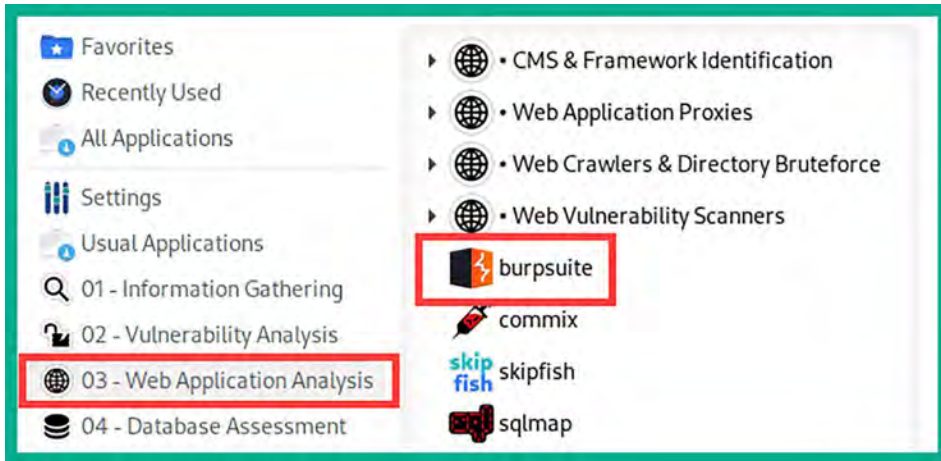 Favorites
Recently Used
All Applications
Settings
Usual Applications
01 - Information Gathering
02 - Vulnerability Analysis
03 - Web Application Analysis
04 - Database Assessment
• CMS & Framework Identification
• Web Application Proxies
• Web Crawlers & Directory Bruteforce
• Web Vulnerability Scanners
burpsuite
commix
skip
fish
skipfish
sql
sqlmap